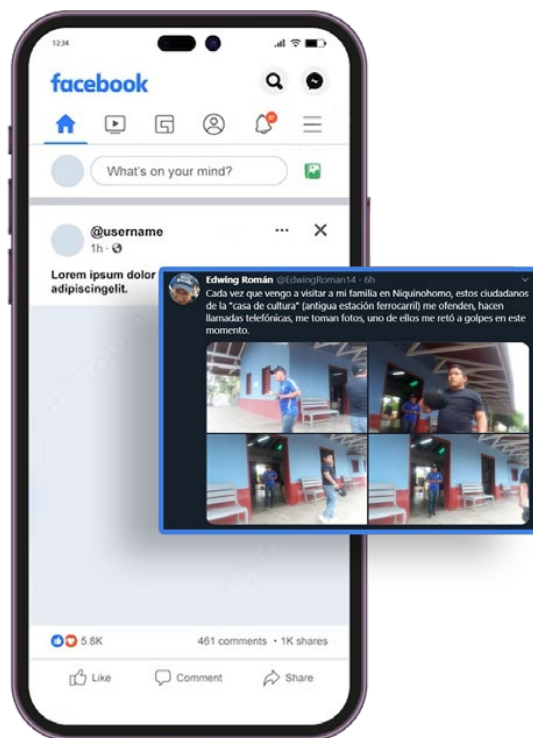 12:34
facebook
What's on your mind?
@username
1h ·
Lorem ipsum dolor
adipiscingelit.
Edwing Román @EdwingRoman14 · 6h
Cada vez que vengo a visitar a mi familia en Niquinohomo, estos ciudadanos
de la "casa de cultura" (antigua estación ferrocarril) me ofenden, hacen
llamadas telefónicas, me toman fotos, uno de ellos me retó a golpes en este
momento.
5.8K
461 comments • 1K shares
Like
Comment
Share